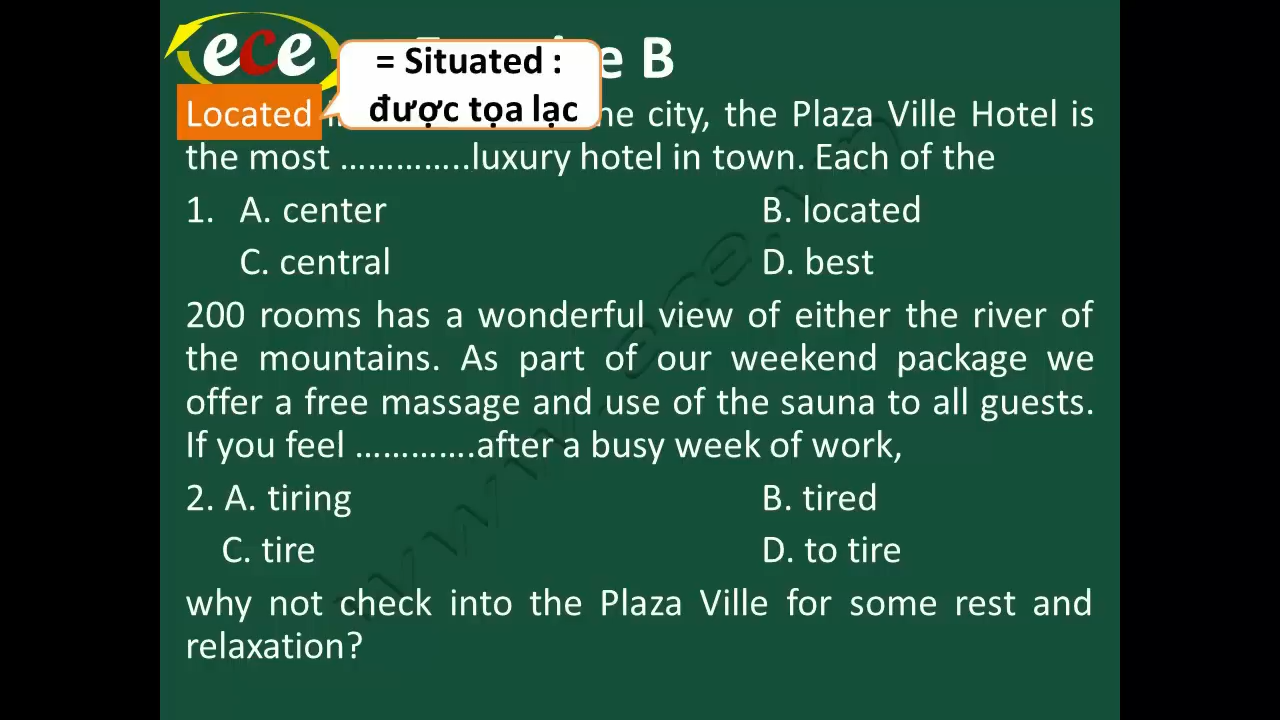 ece
= Situated :
được tọa lạc
e B
Located he city, the Plaza Ville Hotel is
the most …………..luxury hotel in town. Each of the
1. A. center B. located
C. central D. best
200 rooms has a wonderful view of either the river of
the mountains. As part of our weekend package we
offer a free massage and use of the sauna to all guests.
If you feel ………….after a busy week of work,
2. A. tiring B. tired
C. tire D. to tire
why not check into the Plaza Ville for some rest and
relaxation?